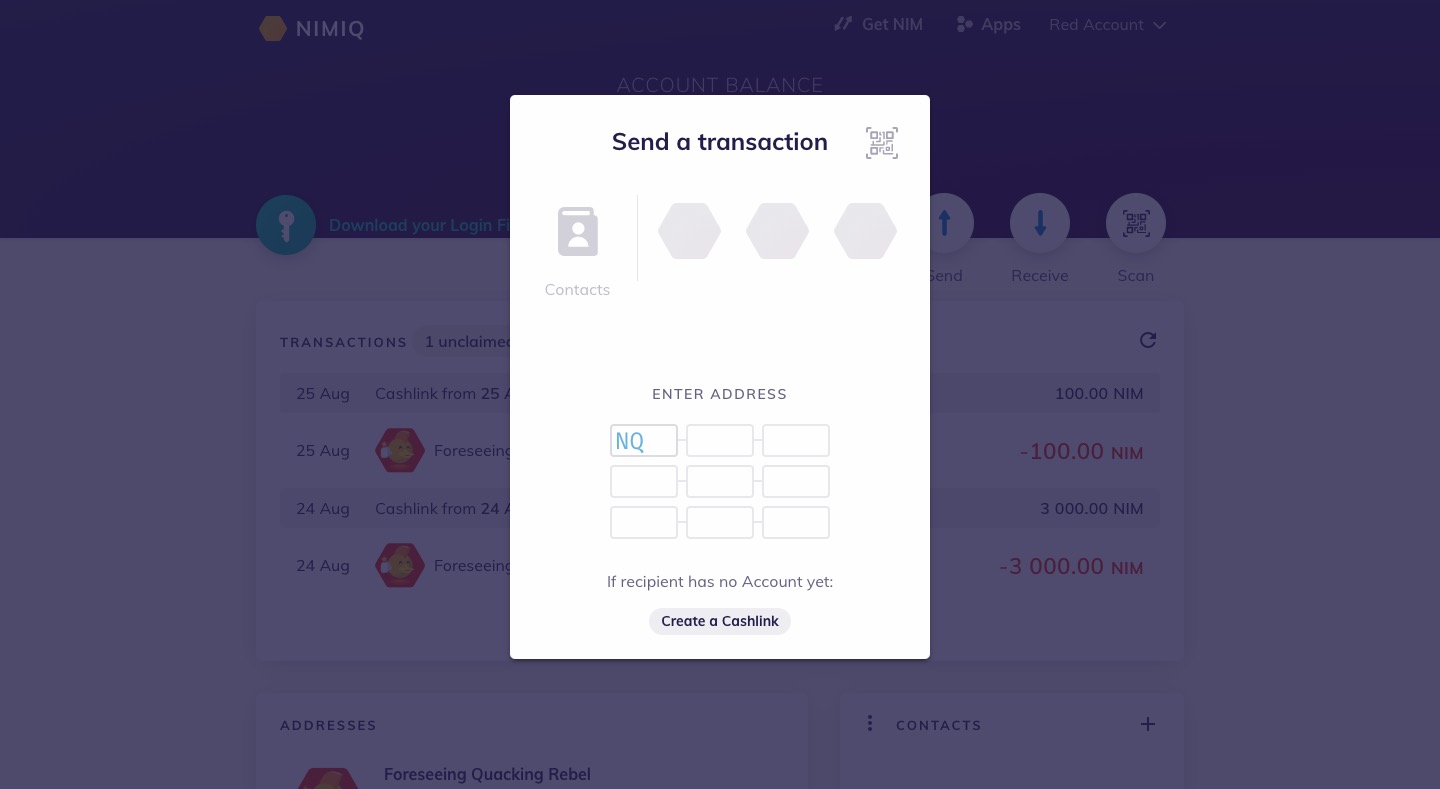 NIMIQ
Get NIM
Apps
Red Account
ACCOUNT BALANCE
Send a transaction
Download your Login
Contacts
Send
Receive
Scan
TRANSACTIONS
1 unclaimed
ENTER ADDRESS
NQ
25 Aug Cashlink from 25 100.00 NIM
25 Aug Foreseeing -100.00 NIM
24 Aug Cashlink from 24 3 000.00 NIM
24 Aug Foreseeing -3 000.00 NIM
If recipient has no Account yet:
Create a Cashlink
ADDRESSES
CONTACTS
Foreseeing Quacking Rebel